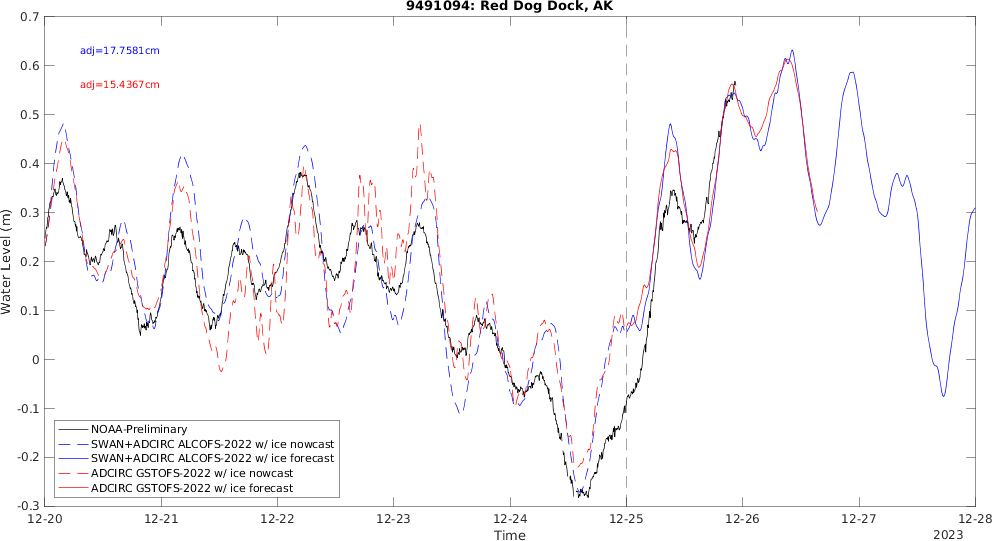 9491094: Red Dog Dock, AK
0.7
0.6
0.5
0.4
0.3
0.2
0.1
0
-0.1
-0.2
-0.3
Water Level (m)
adj=17.7581cm
adj=15.4367cm
NOAA-Preliminary
SWAN+ADCIRC ALCOFS-2022 w/ ice nowcast
SWAN+ADCIRC ALCOFS-2022 w/ ice forecast
ADCIRC GSTOFS-2022 w/ ice nowcast
ADCIRC GSTOFS-2022 w/ ice forecast
12-20 12-21 12-22 12-23 12-24 12-25 12-26 12-27 12-28
Time
2023